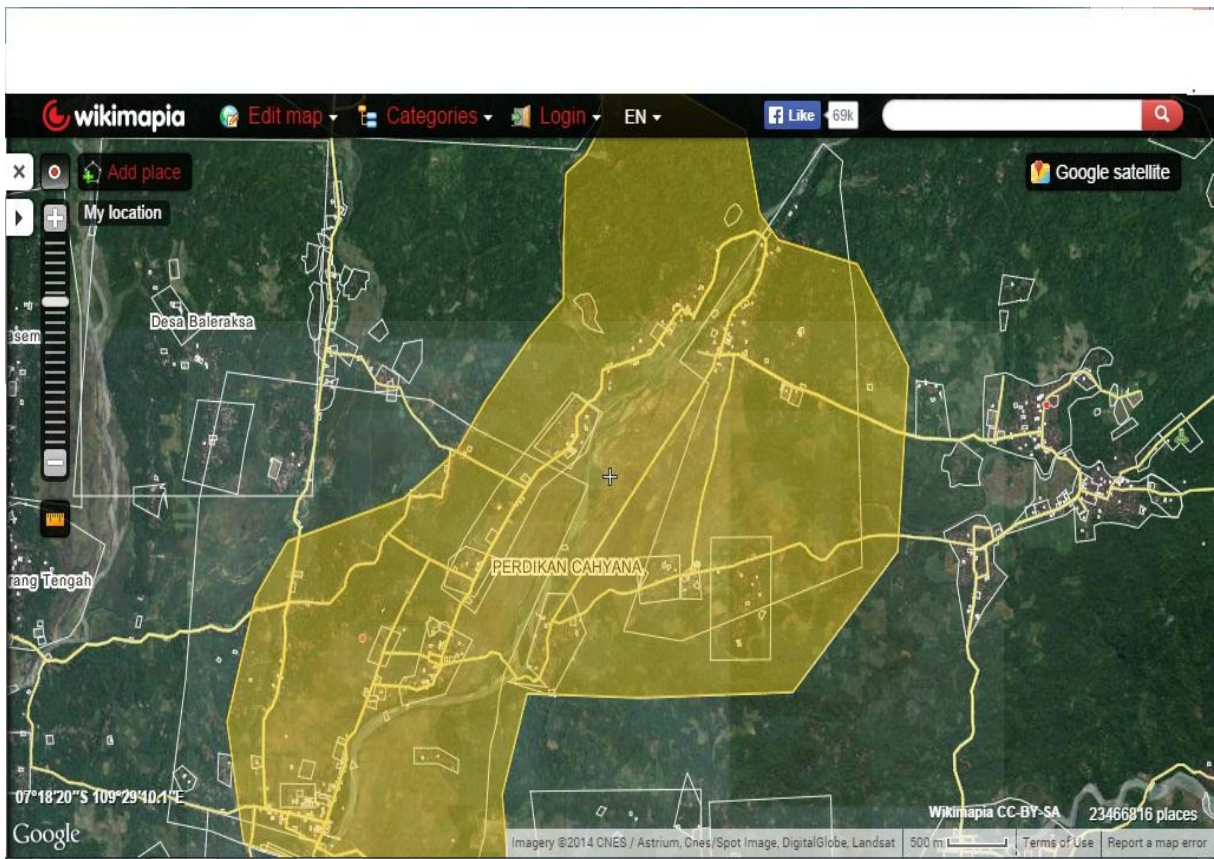 wikimapia Edit map Categories Login EN Like 69k
Add place
Google satellite
My location
Desa Baleraksa
asem
PERDIKAN CAHYANA
rang Tengah
07°18'20"S 109°29'40.1"E
Wikimapia CC-BY-SA 23466816 places
Google
Imagery ©2014 CNES / Astrium, Cnes/Spot Image, DigitalGlobe, Landsat 500 m Terms of Use Report a map error